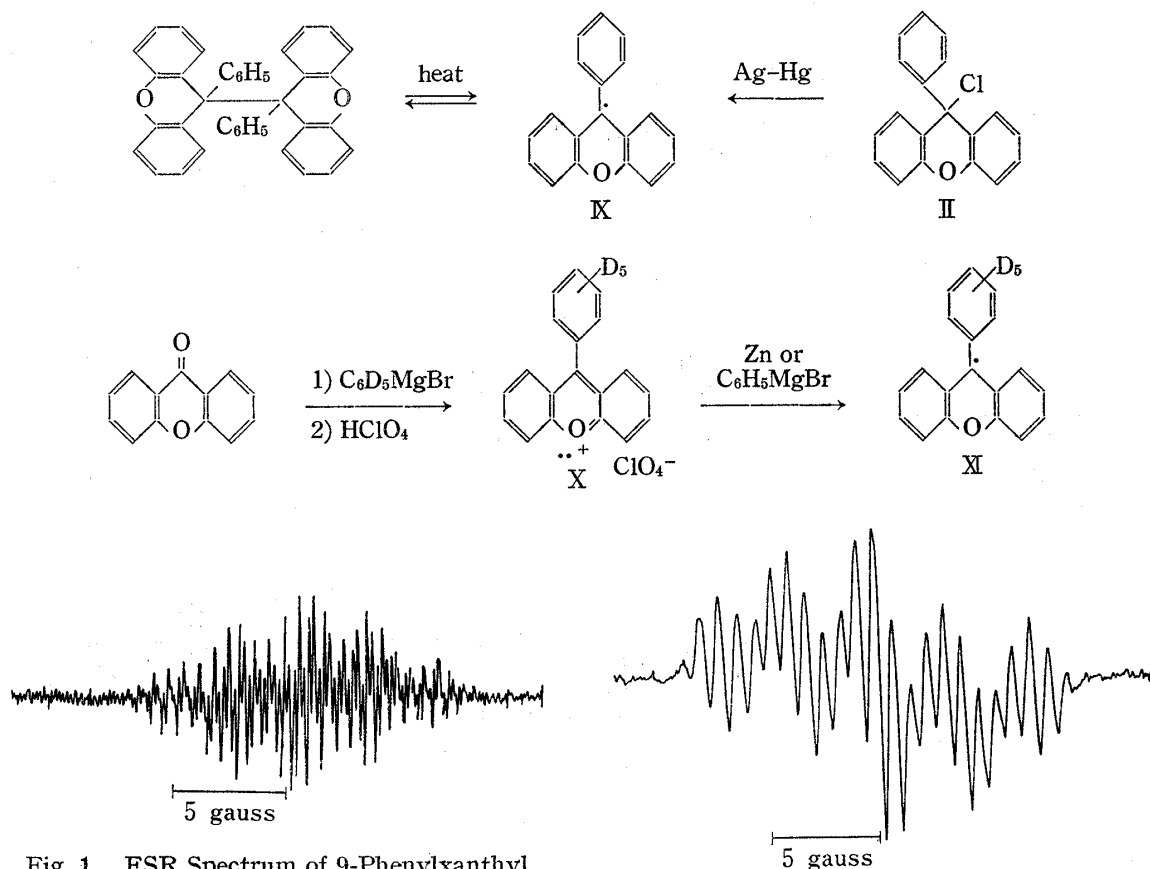 C₆H₅
C₆H₅
O
O
heat
O
IX
Ag–Hg
Cl
O
II
O
O
1) C₆D₅MgBr
2) HClO₄
D₅
O
+
ClO₄⁻
X
Zn or
C₆H₅MgBr
D₅
O
XI
5 gauss
5 gauss
Fig. 1. ESR Spectrum of 9-Phenylxanthyl